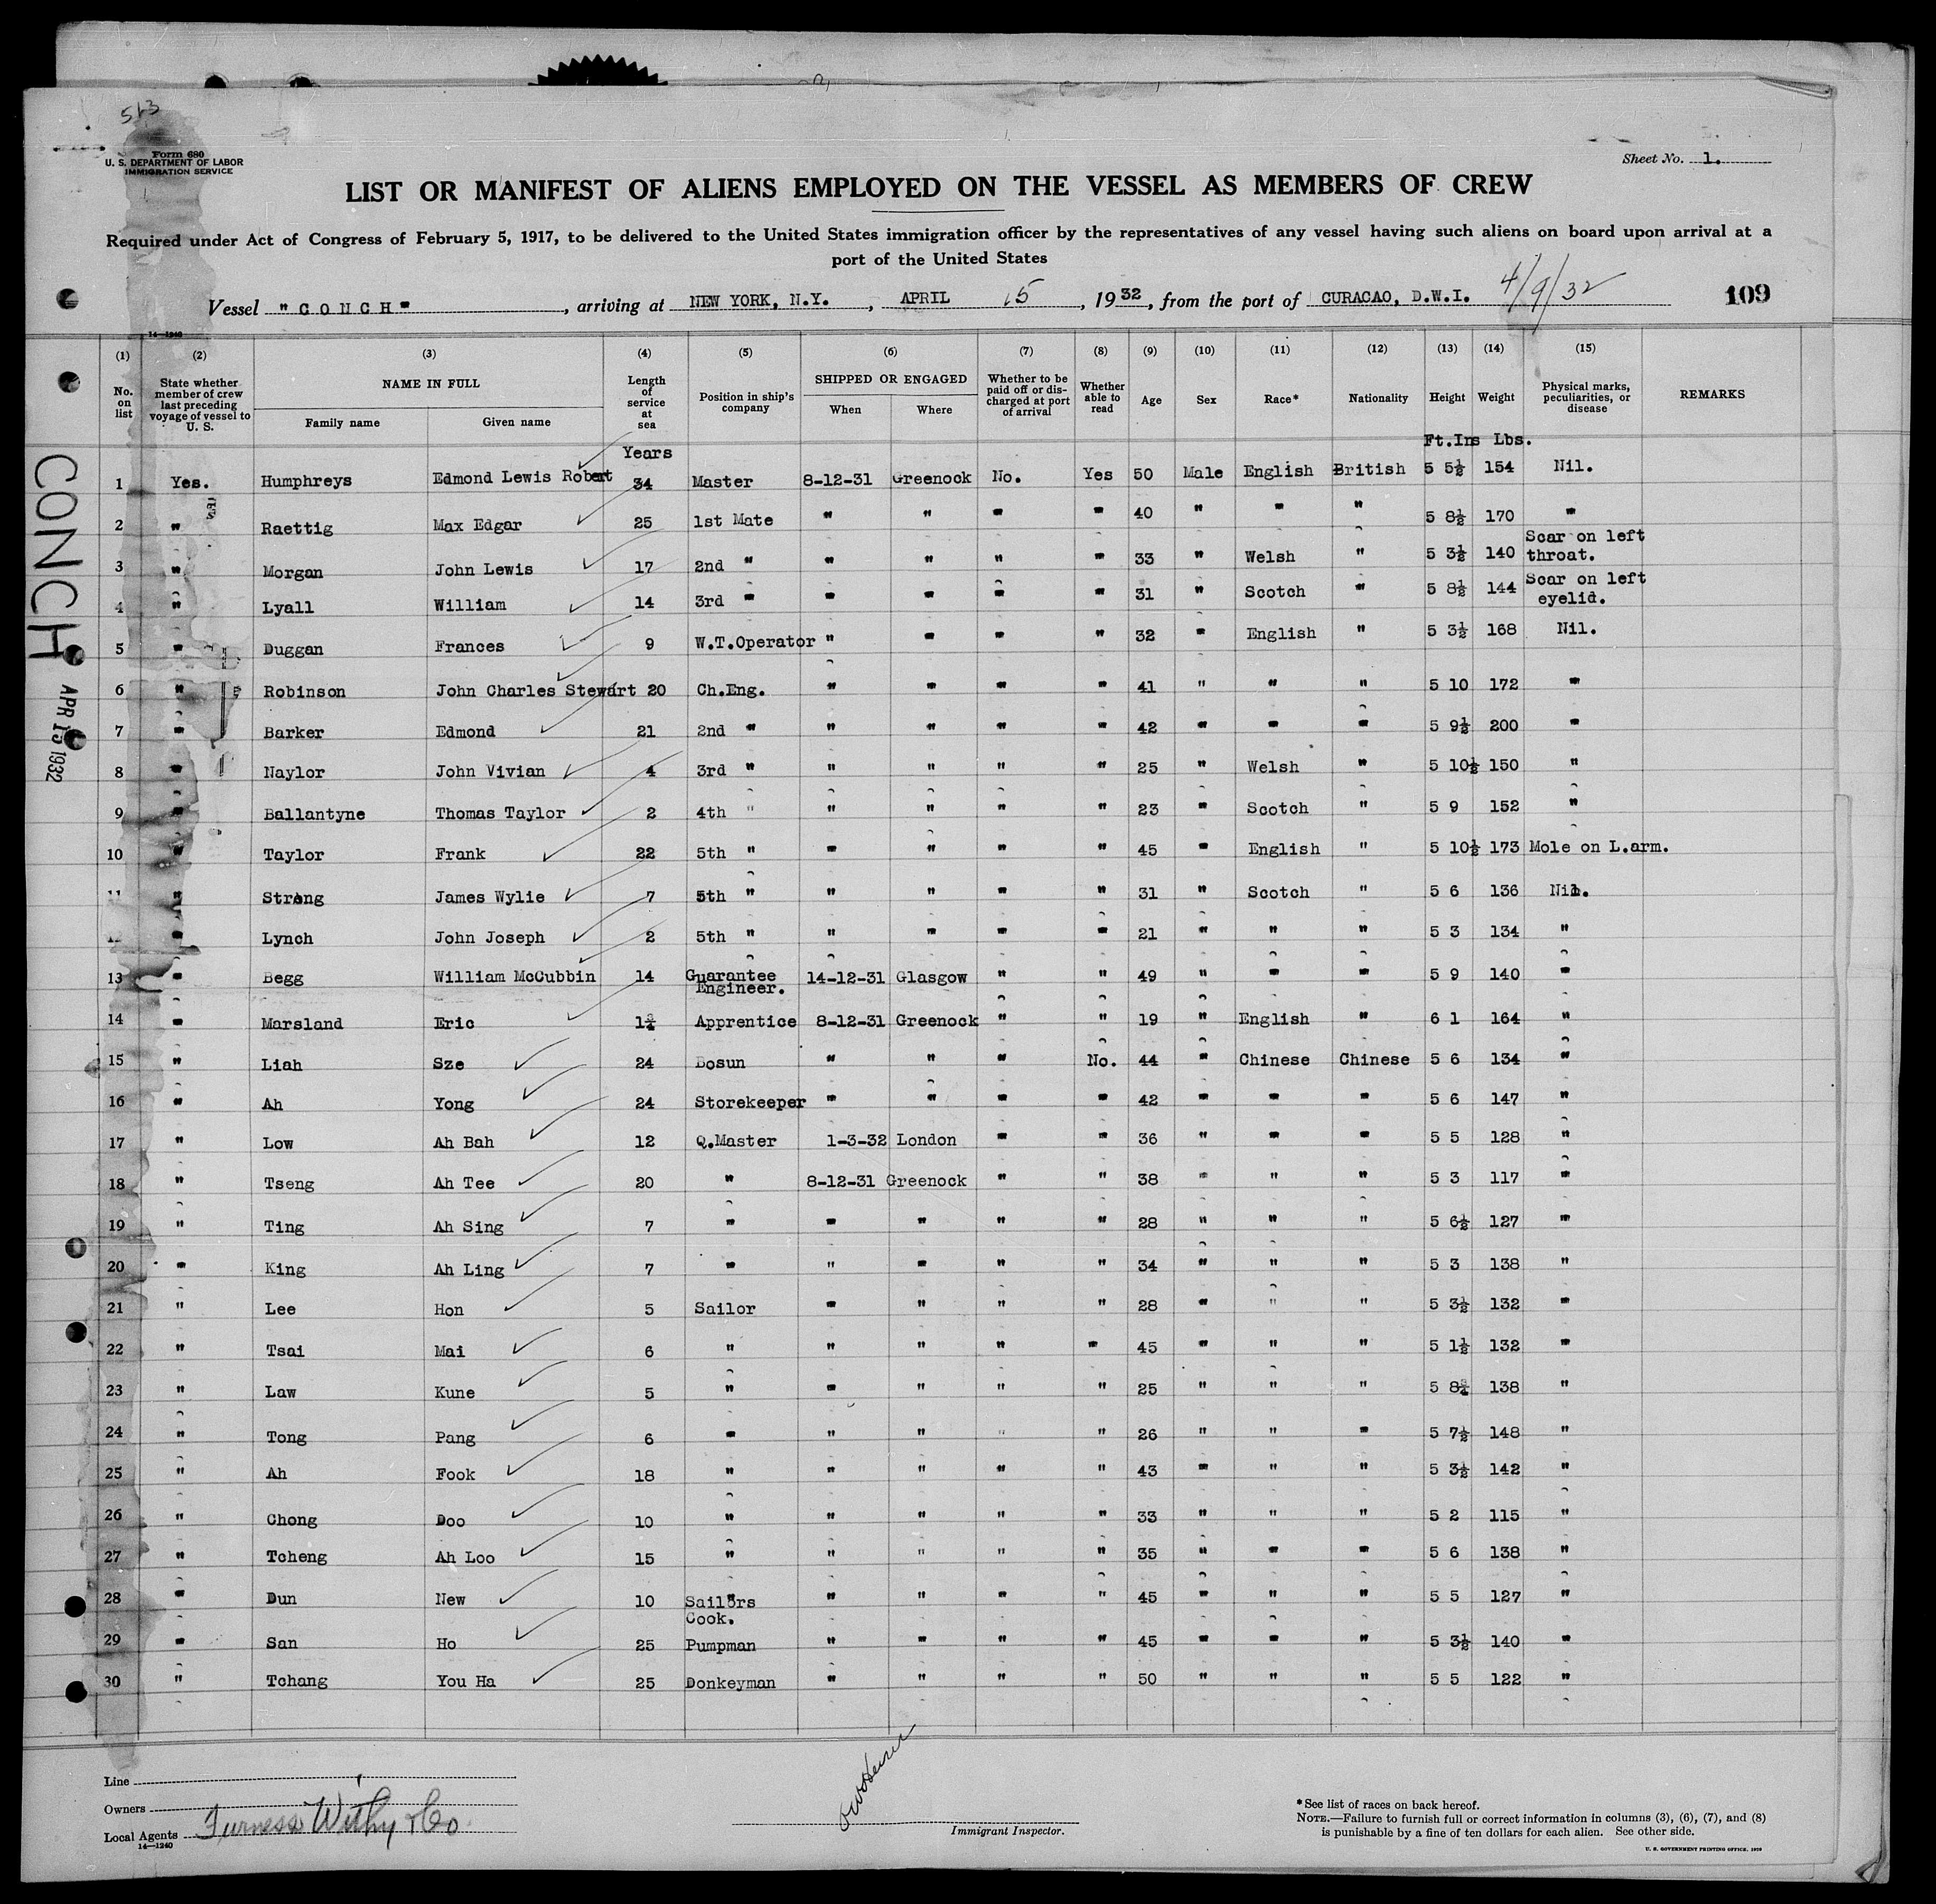 513
Form 680
U. S. DEPARTMENT OF LABOR
IMMIGRATION SERVICE
Sheet No. 1.
LIST OR MANIFEST OF ALIENS EMPLOYED ON THE VESSEL AS MEMBERS OF CREW
Required under Act of Congress of February 5, 1917, to be delivered to the United States immigration officer by the representatives of any vessel having such aliens on board upon arrival at a
port of the United States
Vessel "CONCH", arriving at NEW YORK, N.Y., APRIL 15, 1932, from the port of CURACAO, D.W.I. 4/9/32 109
14—1240
(1) (2) (3) (4) (5) (6) (7) (8) (9) (10) (11) (12) (13) (14) (15)
No. on list State whether member of crew last preceding voyage of vessel to U. S. NAME IN FULL Family name Given name Length of service at sea Position in ship's company SHIPPED OR ENGAGED When Where Whether to be paid off or discharged at port of arrival Whether able to read Age Sex Race* Nationality Height Weight Physical marks, peculiarities, or disease REMARKS
Years Ft.Ins Lbs.
1 Yes. Humphreys Edmond Lewis Robert 34 Master 8-12-31 Greenock No. Yes 50 Male English British 5 5½ 154 Nil.
2 " Raettig Max Edgar 25 1st Mate " " " " 40 " " " 5 8½ 170 "
3 " Morgan John Lewis 17 2nd " " " " " 33 " Welsh " 5 3½ 140 Scar on left throat.
4 " Lyall William 14 3rd " " " " " 31 " Scotch " 5 8½ 144 Scar on left eyelid.
5 " Duggan Frances 9 W.T.Operator " " " " 32 " English " 5 3½ 168 Nil.
6 " Robinson John Charles Stewart 20 Ch.Eng. " " " " 41 " " " 5 10 172 "
7 " Barker Edmond 21 2nd " " " " " 42 " " " 5 9½ 200 "
8 " Naylor John Vivian 4 3rd " " " " " 25 " Welsh " 5 10½ 150 "
9 " Ballantyne Thomas Taylor 2 4th " " " " " 23 " Scotch " 5 9 152 "
10 " Taylor Frank 22 5th " " " " " 45 " English " 5 10½ 173 Mole on L.arm.
11 " Strong James Wylie 7 5th " " " " " 31 " Scotch " 5 6 136 Nil.
" Lynch John Joseph 2 5th " " " " " 21 " " " 5 3 134 "
13 " Begg William McCubbin 14 Guarantee Engineer. 14-12-31 Glasgow " " 49 " " " 5 9 140 "
14 " Marsland Eric 1¾ Apprentice 8-12-31 Greenock " " 19 " English " 6 1 164 "
15 " Liah Sze 24 Bosun " " " No. 44 " Chinese Chinese 5 6 134 "
16 " Ah Yong 24 Storekeeper " " " " 42 " " " 5 6 147 "
17 " Low Ah Bah 12 Q.Master 1-3-32 London " " 36 " " " 5 5 128 "
18 " Tseng Ah Tee 20 " 8-12-31 Greenock " " 38 " " " 5 3 117 "
19 " Ting Ah Sing 7 " " " " " 28 " " " 5 6½ 127 "
20 " King Ah Ling 7 " " " " " 34 " " " 5 3 138 "
21 " Lee Hon 5 Sailor " " " " 28 " " " 5 3½ 132 "
22 " Tsai Mai 6 " " " " " 45 " " " 5 1½ 132 "
23 " Law Kune 5 " " " " " 25 " " " 5 8¾ 138 "
24 " Tong Pang 6 " " " " " 26 " " " 5 7½ 148 "
25 " Ah Fook 18 " " " " " 43 " " " 5 3½ 142 "
26 " Chong Doo 10 " " " " " 33 " " " 5 2 115 "
27 " Tcheng Ah Loo 15 " " " " " 35 " " " 5 6 138 "
28 " Dun New 10 Sailors Cook. " " " " 45 " " " 5 5 127 "
29 " San Ho 25 Pumpman " " " " 45 " " " 5 3½ 140 "
30 " Tchang You Ha 25 Donkeyman " " " " 50 " " " 5 5 122 "
CONCH
APR 15 1932
Line
Owners
Local Agents Furness Withy & Co
14—1240
Immigrant Inspector.
*See list of races on back hereof.
NOTE.—Failure to furnish full or correct information in columns (3), (6), (7), and (8)
is punishable by a fine of ten dollars for each alien. See other side.
U. S. GOVERNMENT PRINTING OFFICE. 1929